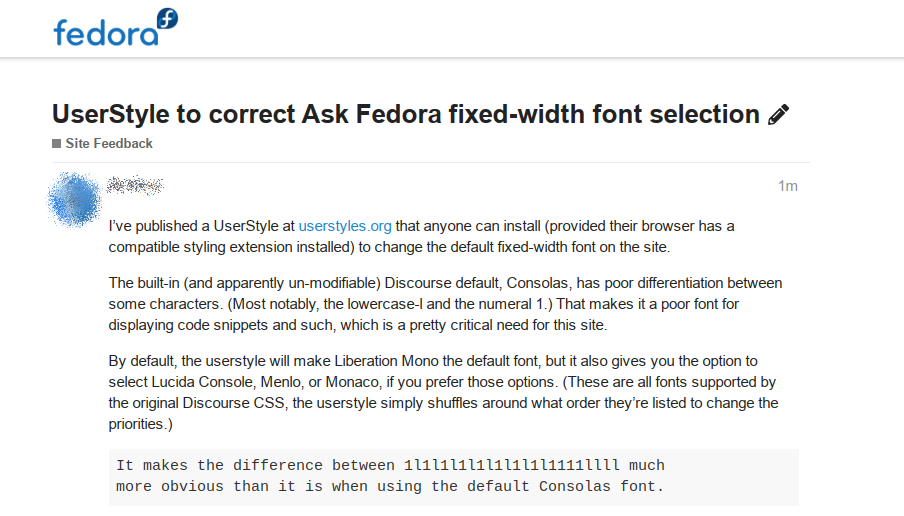 fedora
UserStyle to correct Ask Fedora fixed-width font selection
Site Feedback
1m
I’ve published a UserStyle at userstyles.org that anyone can install (provided their browser has a
compatible styling extension installed) to change the default fixed-width font on the site.
The built-in (and apparently un-modifiable) Discourse default, Consolas, has poor differentiation between
some characters. (Most notably, the lowercase-l and the numeral 1.) That makes it a poor font for
displaying code snippets and such, which is a pretty critical need for this site.
By default, the userstyle will make Liberation Mono the default font, but it also gives you the option to
select Lucida Console, Menlo, or Monaco, if you prefer those options. (These are all fonts supported by
the original Discourse CSS, the userstyle simply shuffles around what order they’re listed to change the
priorities.)
It makes the difference between 1l1l1l1l1l1l1l1l1l1111llll much
more obvious than it is when using the default Consolas font.